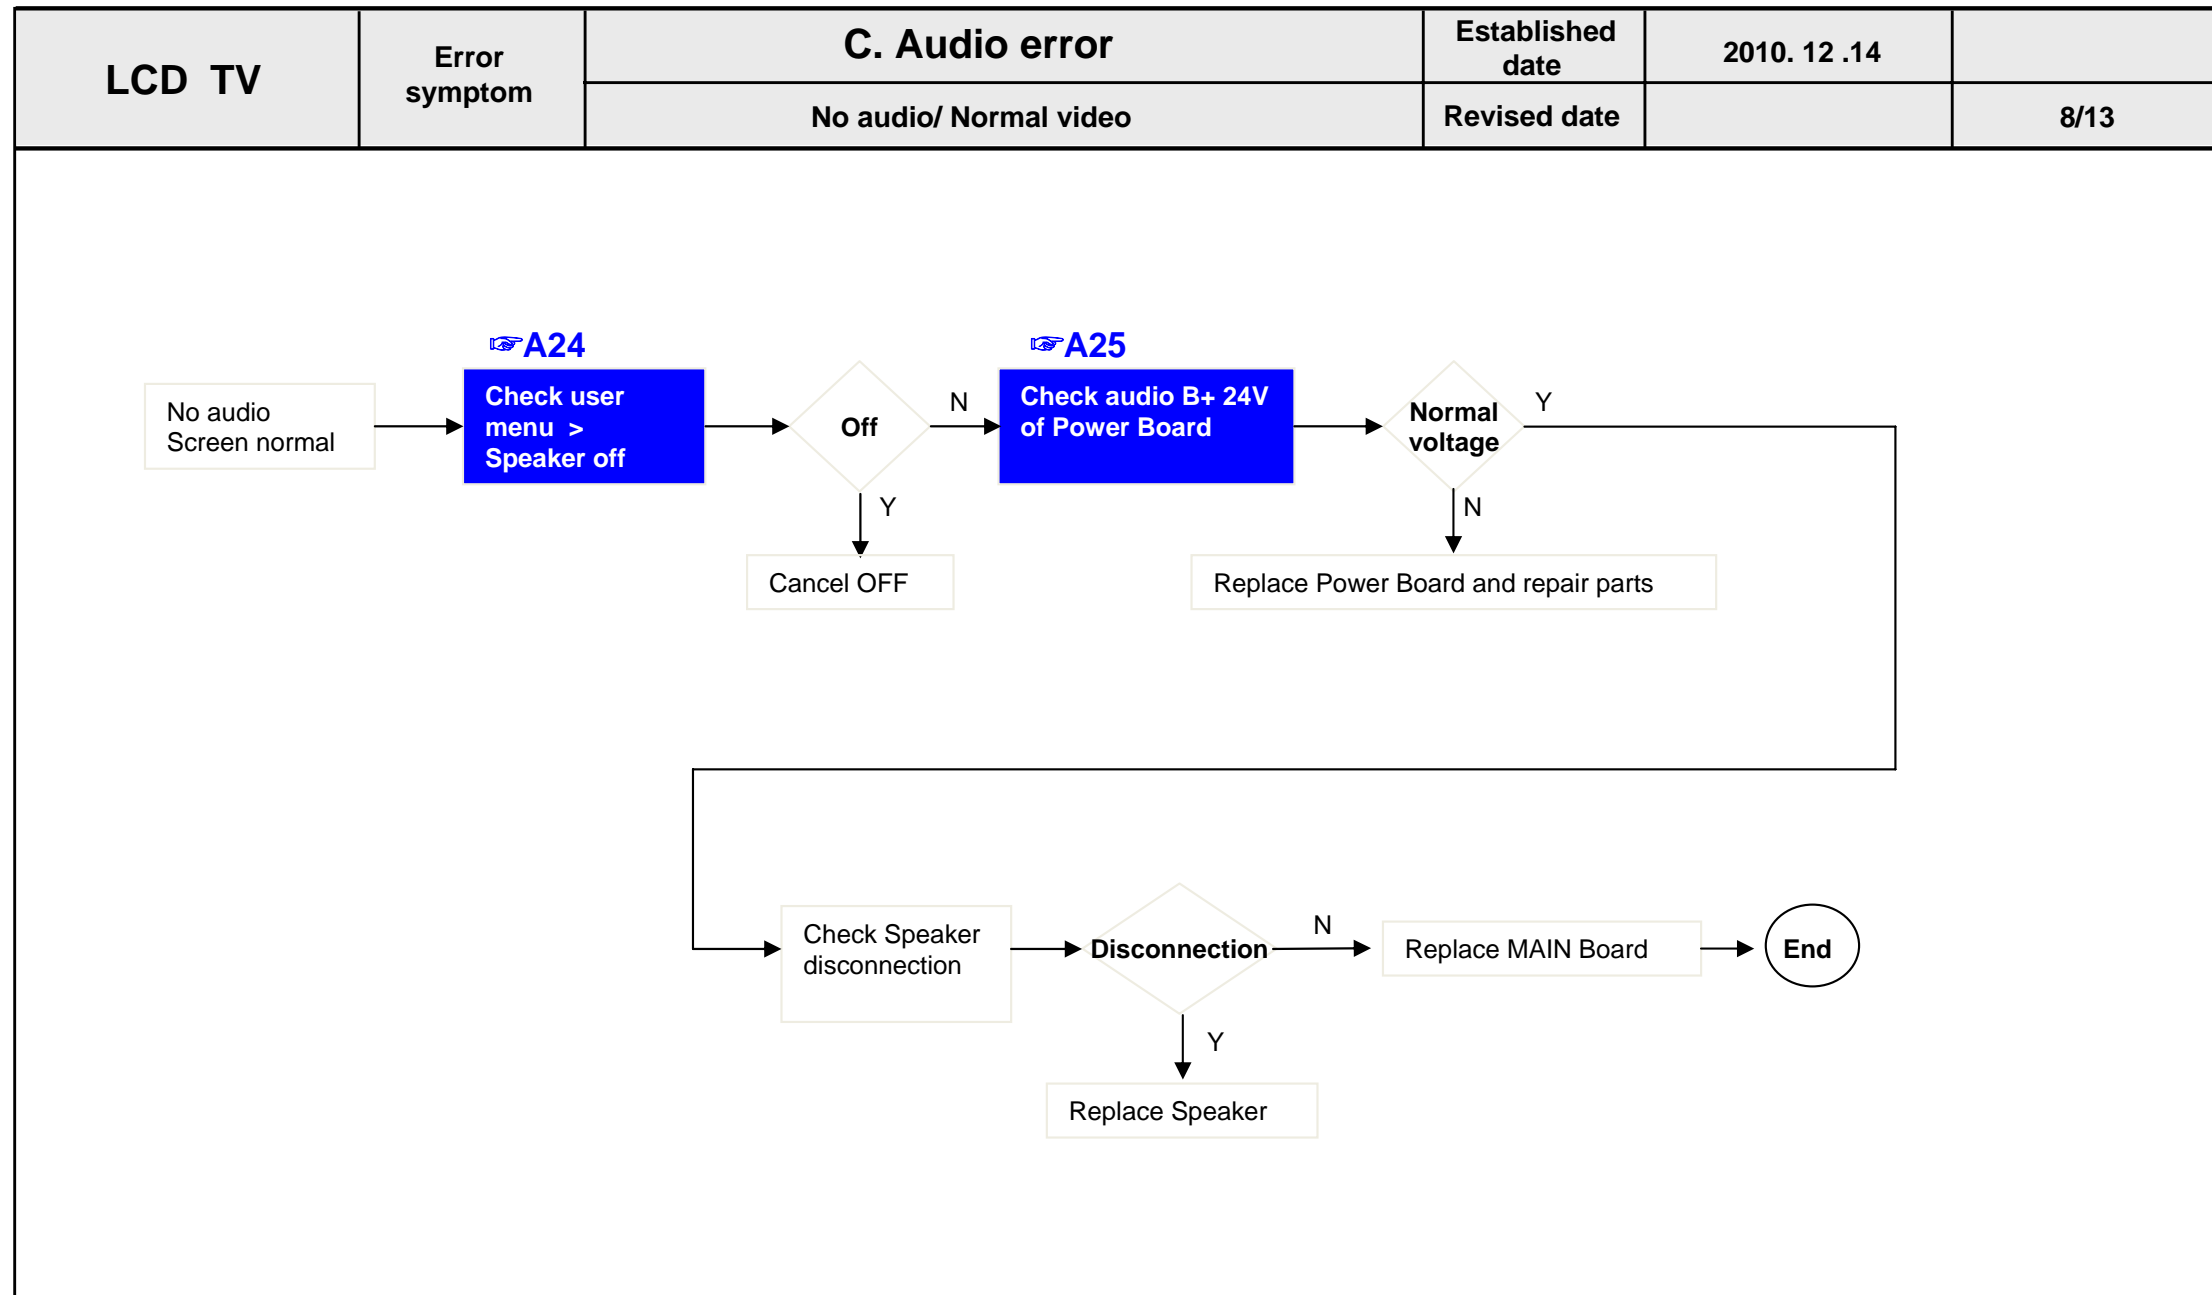 LCD  TV
Error
symptom
C. Audio error
Established
date
2010. 12 .14
No audio/ Normal video
Revised date
8/13
☞A24
☞A25
No audio
Screen normal
Check user
menu  >
Speaker off
Off
N
Check audio B+ 24V
of Power Board
Normal
voltage
Y
Y
N
Cancel OFF
Replace Power Board and repair parts
Check Speaker
disconnection
Disconnection
N
Replace MAIN Board
End
Y
Replace Speaker